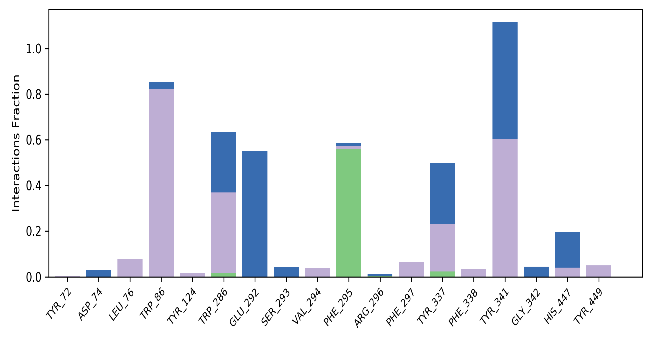 Interactions Fraction
1.0
0.8
0.6
0.4
0.2
0.0
TYR_72
ASP_74
LEU_76
TRP_86
TYR_124
TRP_286
GLU_292
SER_293
VAL_294
PHE_295
ARG_296
PHE_297
TYR_337
PHE_338
TYR_341
GLY_342
HIS_447
TYR_449